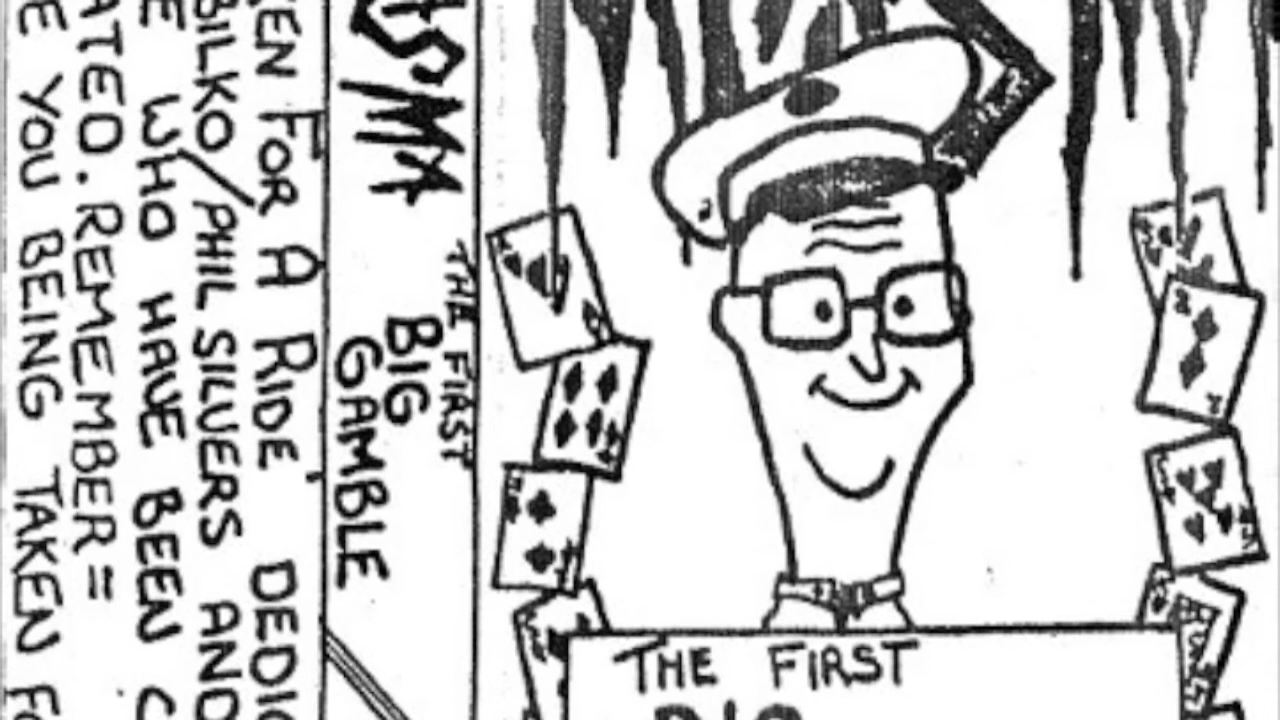 EN FOR A RIDE'. DEDIC
BILKO/PHIL SILVERS AND
E WHO HAVE BEEN C
ATED. REMEMBER =
E YOU BEING TAKEN FO
THE FIRST
BIG
GAMBLE
THE FIRST